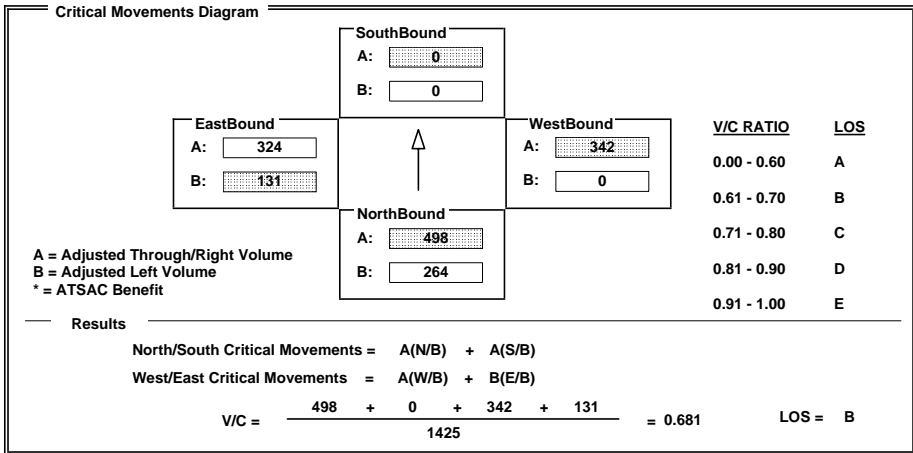 Critical Movements Diagram
SouthBound
A: 0
B: 0
EastBound
A: 324
B: 131
WestBound
A: 342
B: 0
NorthBound
A: 498
B: 264
V/C RATIO LOS
0.00 - 0.60 A
0.61 - 0.70 B
0.71 - 0.80 C
0.81 - 0.90 D
0.91 - 1.00 E
A = Adjusted Through/Right Volume
B = Adjusted Left Volume
* = ATSAC Benefit
Results
North/South Critical Movements = A(N/B) + A(S/B)
West/East Critical Movements = A(W/B) + B(E/B)
498 + 0 + 342 + 131
V/C = = 0.681 LOS = B
1425